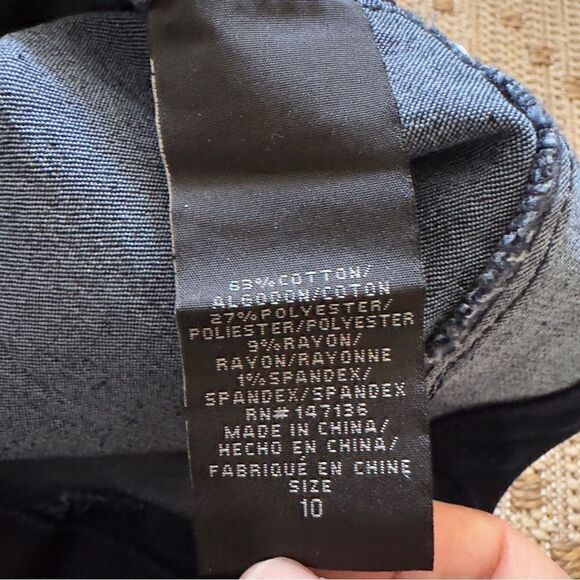 63% COTTON/
ALGODON/COTON
27% POLYESTER/
POLIESTER/POLYESTER
9% RAYON/
RAYON/RAYONNE
1% SPANDEX/
SPANDEX/SPANDEX
RN# 147136
MADE IN CHINA/
HECHO EN CHINA/
FABRIQUÉ EN CHINE
SIZE
10